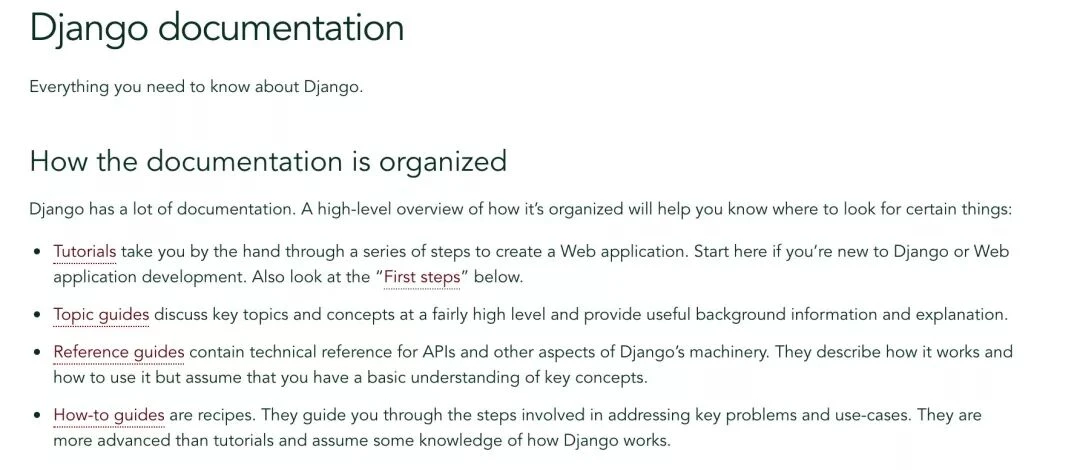 Django documentation
Everything you need to know about Django.
How the documentation is organized
Django has a lot of documentation. A high-level overview of how it’s organized will help you know where to look for certain things:
• Tutorials take you by the hand through a series of steps to create a Web application. Start here if you’re new to Django or Web
application development. Also look at the “First steps” below.
• Topic guides discuss key topics and concepts at a fairly high level and provide useful background information and explanation.
• Reference guides contain technical reference for APIs and other aspects of Django’s machinery. They describe how it works and
how to use it but assume that you have a basic understanding of key concepts.
• How-to guides are recipes. They guide you through the steps involved in addressing key problems and use-cases. They are
more advanced than tutorials and assume some knowledge of how Django works.